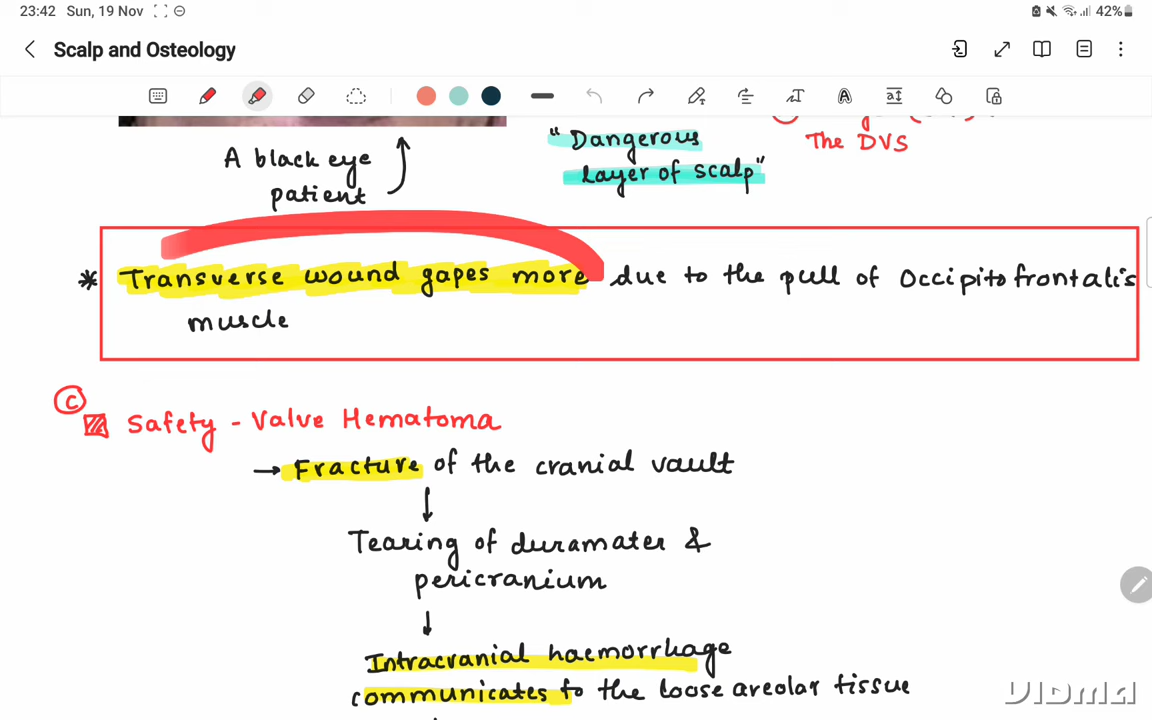 23:42 Sun, 19 Nov
42%
Scalp and Osteology
A black eye
patient
"Dangerous
layer of scalp"
The DVS
* Transverse wound gapes more due to the pull of Occipitofrontalis
muscle
C
Safety - Valve Hematoma
→ Fracture of the cranial vault
↓
Tearing of duramater &
pericranium
↓
Intracranial haemorrhage
communicates to the loose areolar tissue
VIDMA